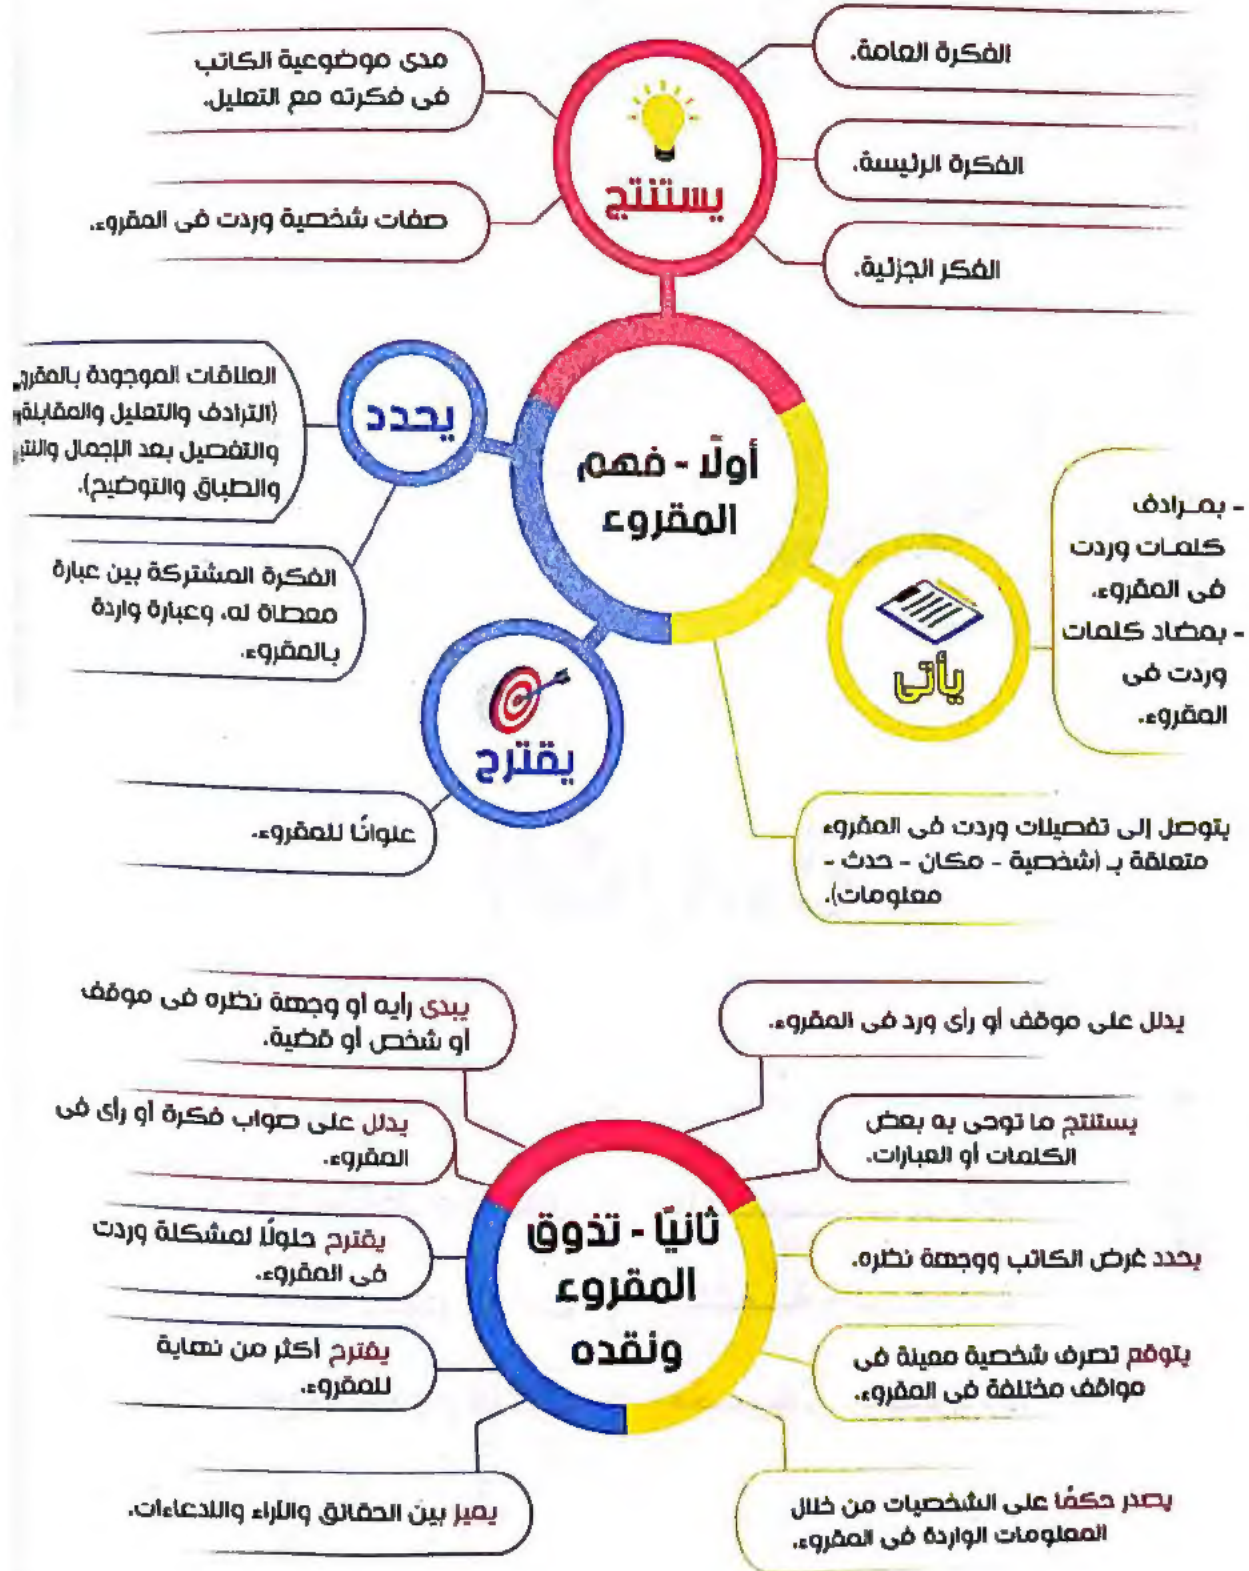 الفكرة العامة.
الفكرة الرئيسة.
الفكر الجزئية.
مدى موضوعية الكاتب
فى فكرته مع التعليل.
صفات شخصية وردت فى المقروء.
يستنتج
أولًا - فهم
المقروء
يحدد
العلاقات الموجودة
(الترادف والتعليل والمقابلة
والتفصيل بعد الإجمال
والطباق والتوضيح).
الفكرة المشتركة بين عبارة
معطاة له، وعبارة واردة
بالمقروء.
يأتى
- بمرادف
كلمات وردت
فى المقروء.
- بمضاد كلمات
وردت فى
المقروء.
يقترح
عنوانًا للمقروء.
يتوصل إلى تفصيلات وردت فى المقروء
متعلقة بـ (شخصية - مكان - حدث -
معلومات).
ثانيًا - تذوق
المقروء
ونقده
يدلل على موقف أو رأى ورد فى المقروء.
يستنتج ما توحى به بعض
الكلمات أو العبارات.
يحدد غرض الكاتب ووجهة نظره.
يتوقع تصرف شخصية معينة فى
مواقف مختلفة فى المقروء.
يصدر حكمًا على الشخصيات من خلال
المعلومات الواردة فى المقروء.
يبدى رأيه أو وجهة نظره فى موقف
أو شخص أو قضية.
يدلل على صواب فكرة أو رأى فى
المقروء.
يقترح حلولًا لمشكلة وردت
فى المقروء.
يقترح أكثر من نهاية
للمقروء.
يميز بين الحقائق والآراء والادعاءات.